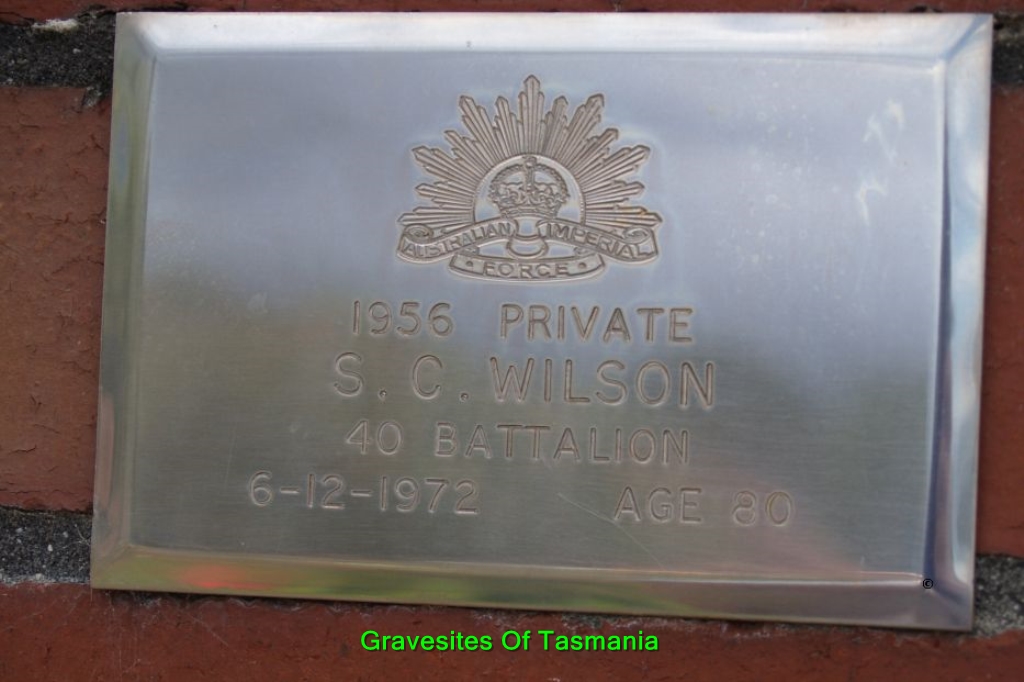 AUSTRALIAN IMPERIAL
FORCE
1956 PRIVATE
S. C. WILSON
40 BATTALION
6-12-1972 AGE 80
©
Gravesites Of Tasmania